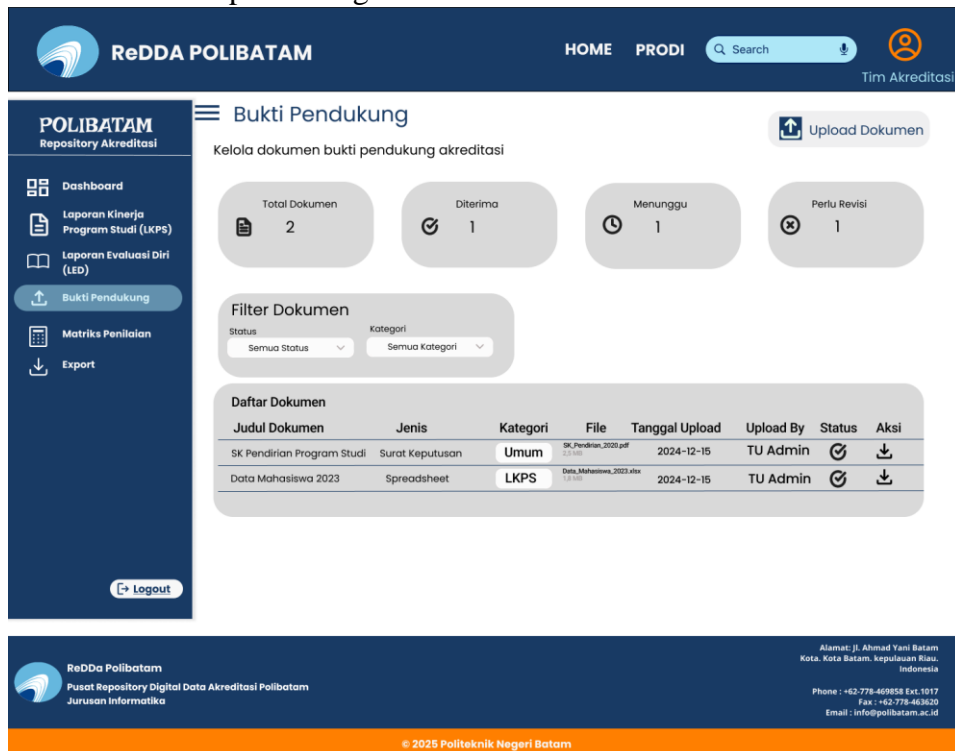 ReDDA POLIBATAM
HOME PRODI Search
Tim Akreditasi
POLIBATAM
Repository Akreditasi
Dashboard
Laporan Kinerja
Program Studi (LKPS)
Laporan Evaluasi Diri
(LED)
Bukti Pendukung
Matriks Penilaian
Export
Logout
Bukti Pendukung
Upload Dokumen
Kelola dokumen bukti pendukung akreditasi
Total Dokumen
2
Diterima
1
Menunggu
1
Perlu Revisi
1
Filter Dokumen
Status Kategori
Semua Status Semua Kategori
Daftar Dokumen
Judul Dokumen Jenis Kategori File Tanggal Upload Upload By Status Aksi
SK Pendirian Program Studi Surat Keputusan Umum SK_Pendirian_2020.pdf 2,5 MB 2024-12-15 TU Admin
Data Mahasiswa 2023 Spreadsheet LKPS Data_Mahasiswa_2023.xlsx 1,8 MB 2024-12-15 TU Admin
ReDDa Polibatam
Pusat Repository Digital Data Akreditasi Polibatam
Jurusan Informatika
Alamat: Jl. Ahmad Yani Batam
Kota. Kota Batam. kepulauan Riau.
Indonesia
Phone : +62-778-469858 Ext.1017
Fax : +62-778-463620
Email : info@polibatam.ac.id
© 2025 Politeknik Negeri Batam